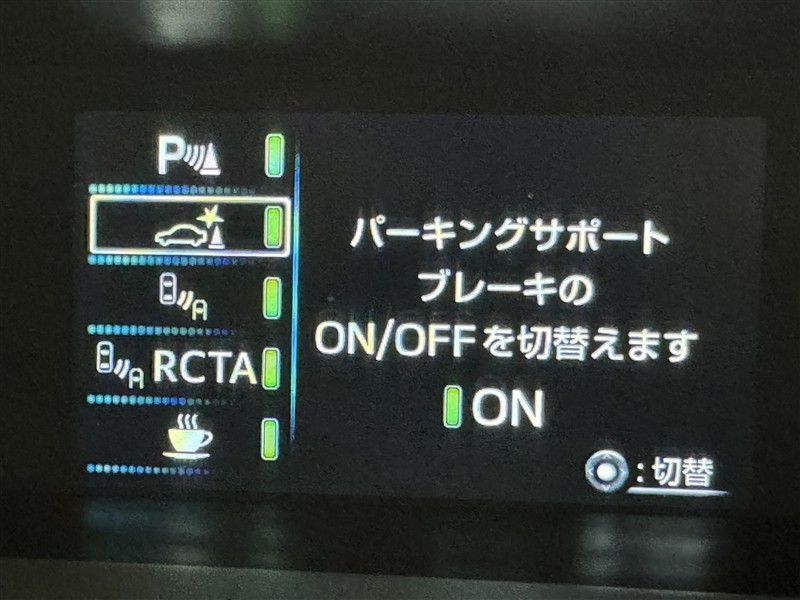 P
RCTA
パーキングサポート
ブレーキの
ON/OFFを切替えます
ON
:切替